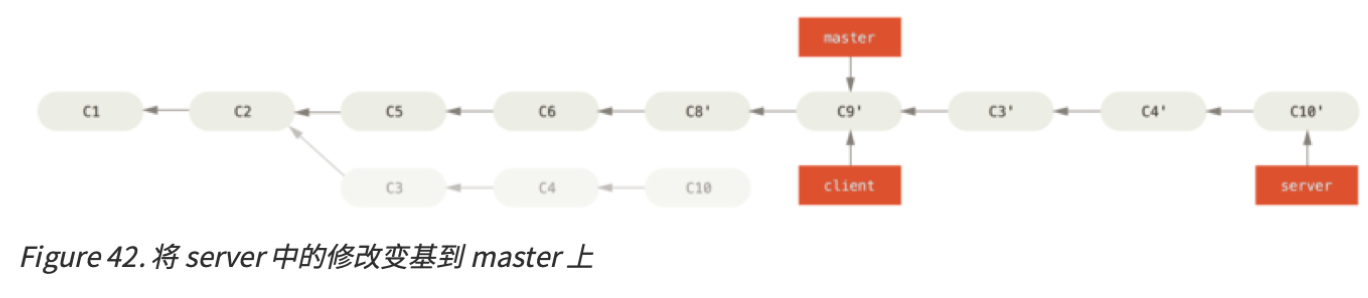 master
C1 C2 C5 C6 C8' C9' C3' C4' C10'
C3 C4 C10 client server
Figure 42. 将 server 中的修改变基到 master 上